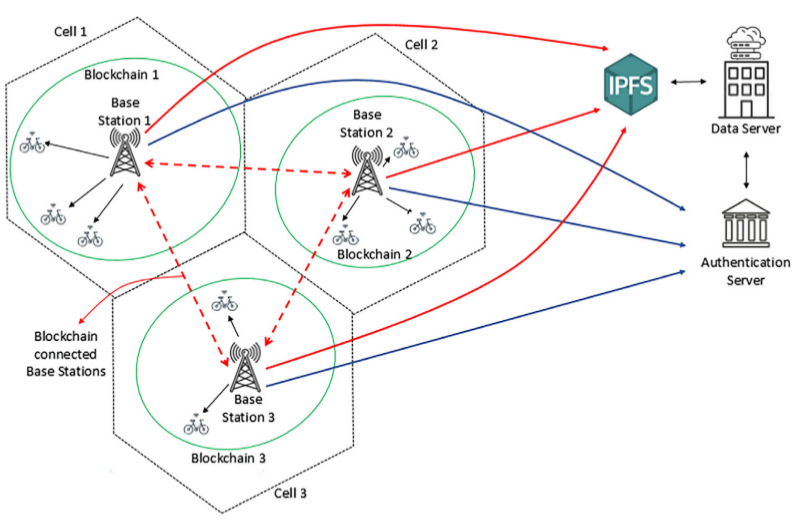 Cell 1
Cell 2
Blockchain 1
Base
Station 1
Base
Station 2
IPFS
Data Server
Blockchain 2
Authentication
Server
Blockchain
connected
Base Stations
Base
Station 3
Blockchain 3
Cell 3